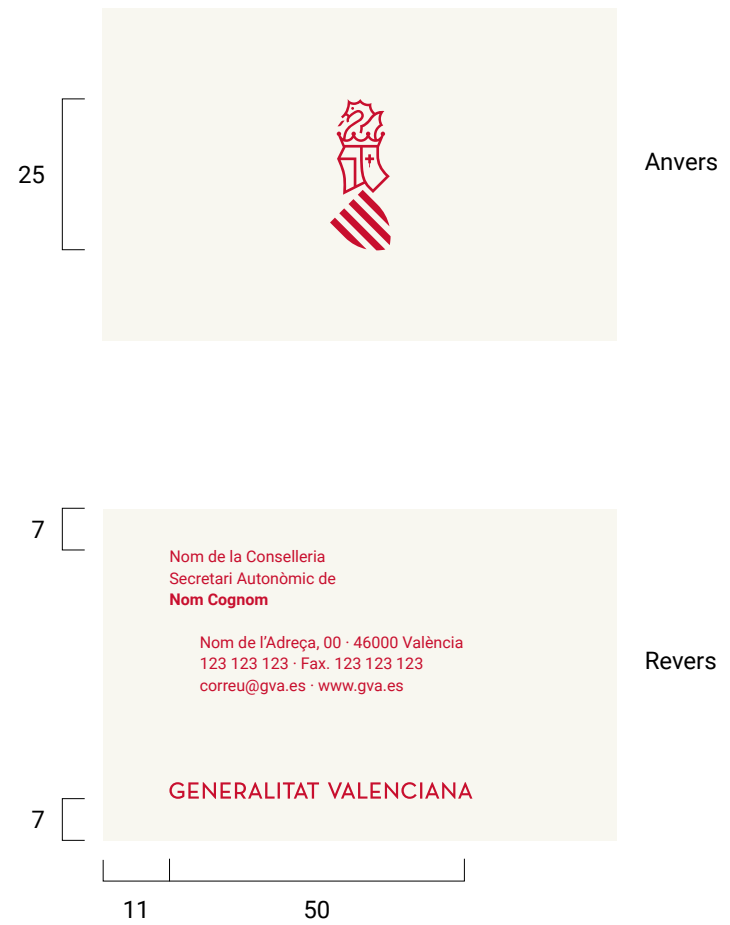 25
Anvers
7
Nom de la Conselleria
Secretari Autonòmic de
Nom Cognom
Nom de l’Adreça, 00 · 46000 València
123 123 123 · Fax. 123 123 123
correu@gva.es · www.gva.es
Revers
GENERALITAT VALENCIANA
7
11
50